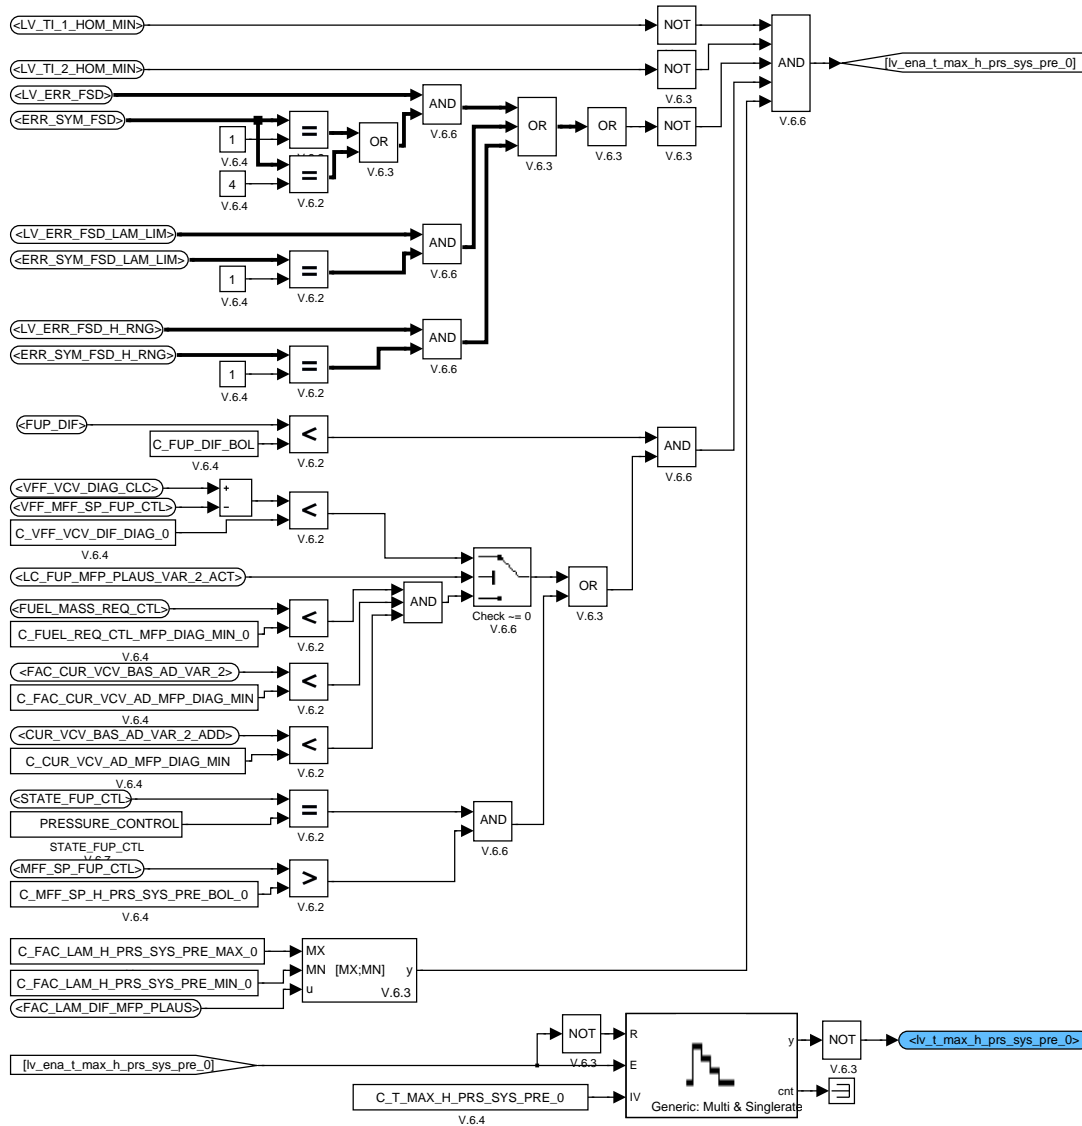 <LV_TI_1_HOM_MIN>
NOT
AND
[lv_ena_t_max_h_prs_sys_pre_0]
V.6.6
<LV_TI_2_HOM_MIN>
NOT
V.6.3
<LV_ERR_FSD>
<ERR_SYM_FSD>
AND
V.6.6
1
V.6.4
=
OR
V.6.3
OR
V.6.3
OR
V.6.3
NOT
V.6.3
4
V.6.4
=
V.6.2
<LV_ERR_FSD_LAM_LIM>
<ERR_SYM_FSD_LAM_LIM>
AND
V.6.6
1
V.6.4
=
V.6.2
<LV_ERR_FSD_H_RNG>
<ERR_SYM_FSD_H_RNG>
AND
V.6.6
1
V.6.4
=
V.6.2
<FUP_DIF>
C_FUP_DIF_BOL
V.6.4
<
V.6.2
AND
V.6.6
<VFF_VCV_DIAG_CLC>
<VFF_MFF_SP_FUP_CTL>
+
−
C_VFF_VCV_DIF_DIAG_0
V.6.4
<
V.6.2
<LC_FUP_MFP_PLAUS_VAR_2_ACT>
Check ~= 0
V.6.6
OR
V.6.3
AND
<FUEL_MASS_REQ_CTL>
C_FUEL_REQ_CTL_MFP_DIAG_MIN_0
V.6.4
<
V.6.2
<FAC_CUR_VCV_BAS_AD_VAR_2>
C_FAC_CUR_VCV_AD_MFP_DIAG_MIN
V.6.4
<
V.6.2
<CUR_VCV_BAS_AD_VAR_2_ADD>
C_CUR_VCV_AD_MFP_DIAG_MIN
V.6.4
<
V.6.2
<STATE_FUP_CTL>
PRESSURE_CONTROL
STATE_FUP_CTL
=
V.6.2
AND
V.6.6
<MFF_SP_FUP_CTL>
C_MFF_SP_H_PRS_SYS_PRE_BOL_0
V.6.4
>
V.6.2
C_FAC_LAM_H_PRS_SYS_PRE_MAX_0
C_FAC_LAM_H_PRS_SYS_PRE_MIN_0
<FAC_LAM_DIF_MFP_PLAUS>
MX
MN [MX;MN] y
u
V.6.3
[lv_ena_t_max_h_prs_sys_pre_0]
NOT
V.6.3
C_T_MAX_H_PRS_SYS_PRE_0
V.6.4
R
E
IV
y
cnt
Generic: Multi & Singlerate
NOT
V.6.3
<lv_t_max_h_prs_sys_pre_0>